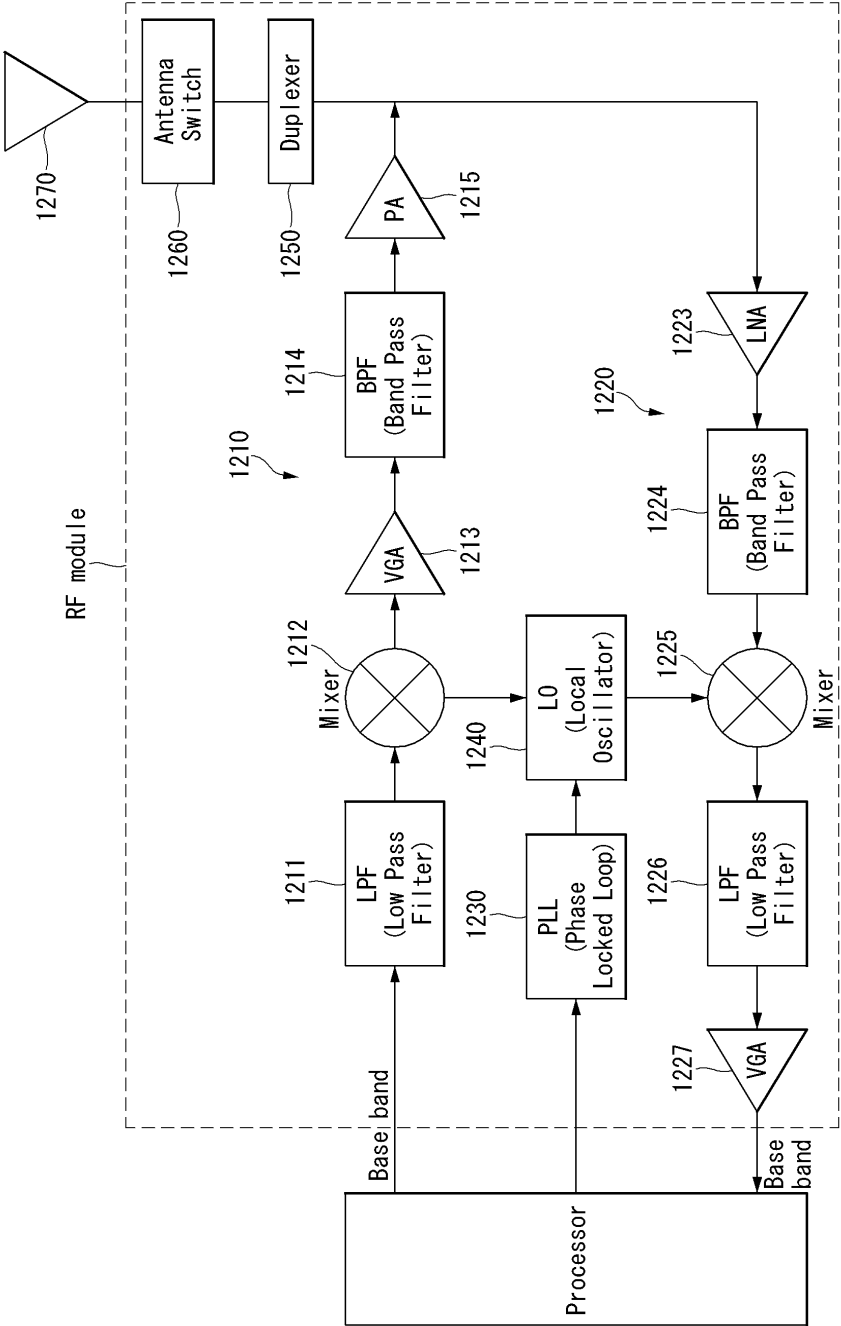 RF module
1270
1260
Antenna
Switch
1250
Duplexer
1210
PA
1215
1214
BPF
(Band Pass
Filter)
VGA
1213
1212
Mixer
1211
LPF
(Low Pass
Filter)
Base band
1240
LO
(Local
Oscillator)
1230
PLL
(Phase
Locked Loop)
1220
1223
LNA
1224
BPF
(Band Pass
Filter)
1225
Mixer
1226
LPF
(Low Pass
Filter)
1227
VGA
Base
band
Processor